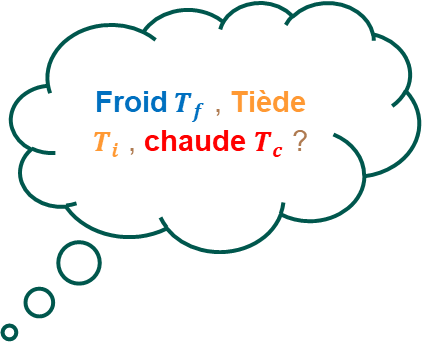 Froid T_f , Tiède
T_i , chaude T_c ?